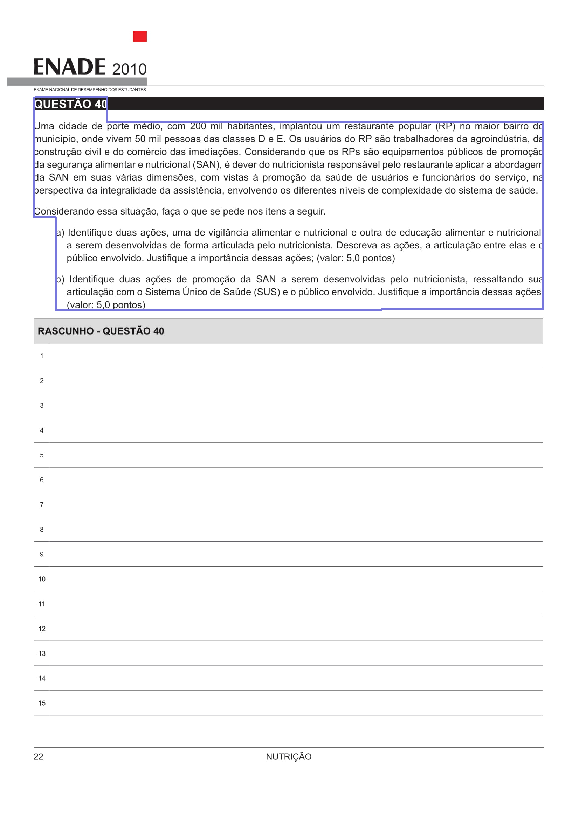 ENADE 2010
EXAME NACIONAL DE DESEMPENHO DOS ESTUDANTES
QUESTÃO 40
Uma cidade de porte médio, com 200 mil habitantes, implantou um restaurante popular (RP) no maior bairro do
município, onde vivem 50 mil pessoas das classes D e E. Os usuários do RP são trabalhadores da agroindústria, da
construção civil e do comércio das imediações. Considerando que os RPs são equipamentos públicos de promoção
da segurança alimentar e nutricional (SAN), é dever do nutricionista responsável pelo restaurante aplicar a abordagem
da SAN em suas várias dimensões, com vistas à promoção da saúde de usuários e funcionários do serviço, na
perspectiva da integralidade da assistência, envolvendo os diferentes níveis de complexidade do sistema de saúde.
Considerando essa situação, faça o que se pede nos itens a seguir.
a) Identifique duas ações, uma de vigilância alimentar e nutricional e outra de educação alimentar e nutricional,
a serem desenvolvidas de forma articulada pelo nutricionista. Descreva as ações, a articulação entre elas e o
público envolvido. Justifique a importância dessas ações; (valor: 5,0 pontos)
b) Identifique duas ações de promoção da SAN a serem desenvolvidas pelo nutricionista, ressaltando sua
articulação com o Sistema Único de Saúde (SUS) e o público envolvido. Justifique a importância dessas ações.
(valor: 5,0 pontos)
RASCUNHO - QUESTÃO 40
1
2
3
4
5
6
7
8
9
10
11
12
13
14
15
22 NUTRIÇÃO